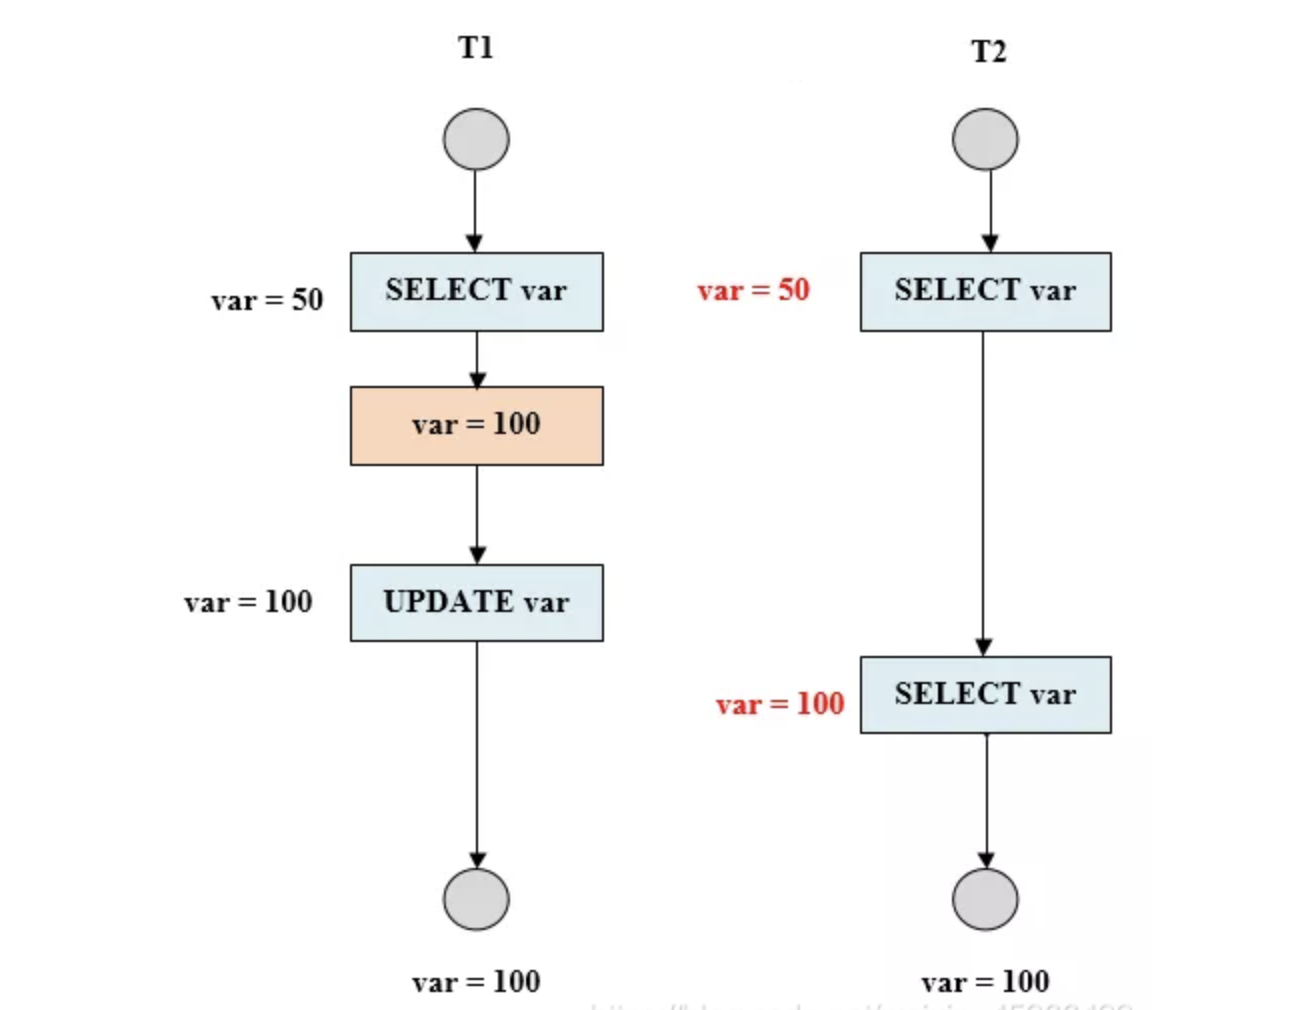 T1
T2
var = 50
SELECT var
var = 50
SELECT var
var = 100
var = 100
UPDATE var
var = 100
SELECT var
var = 100
var = 100